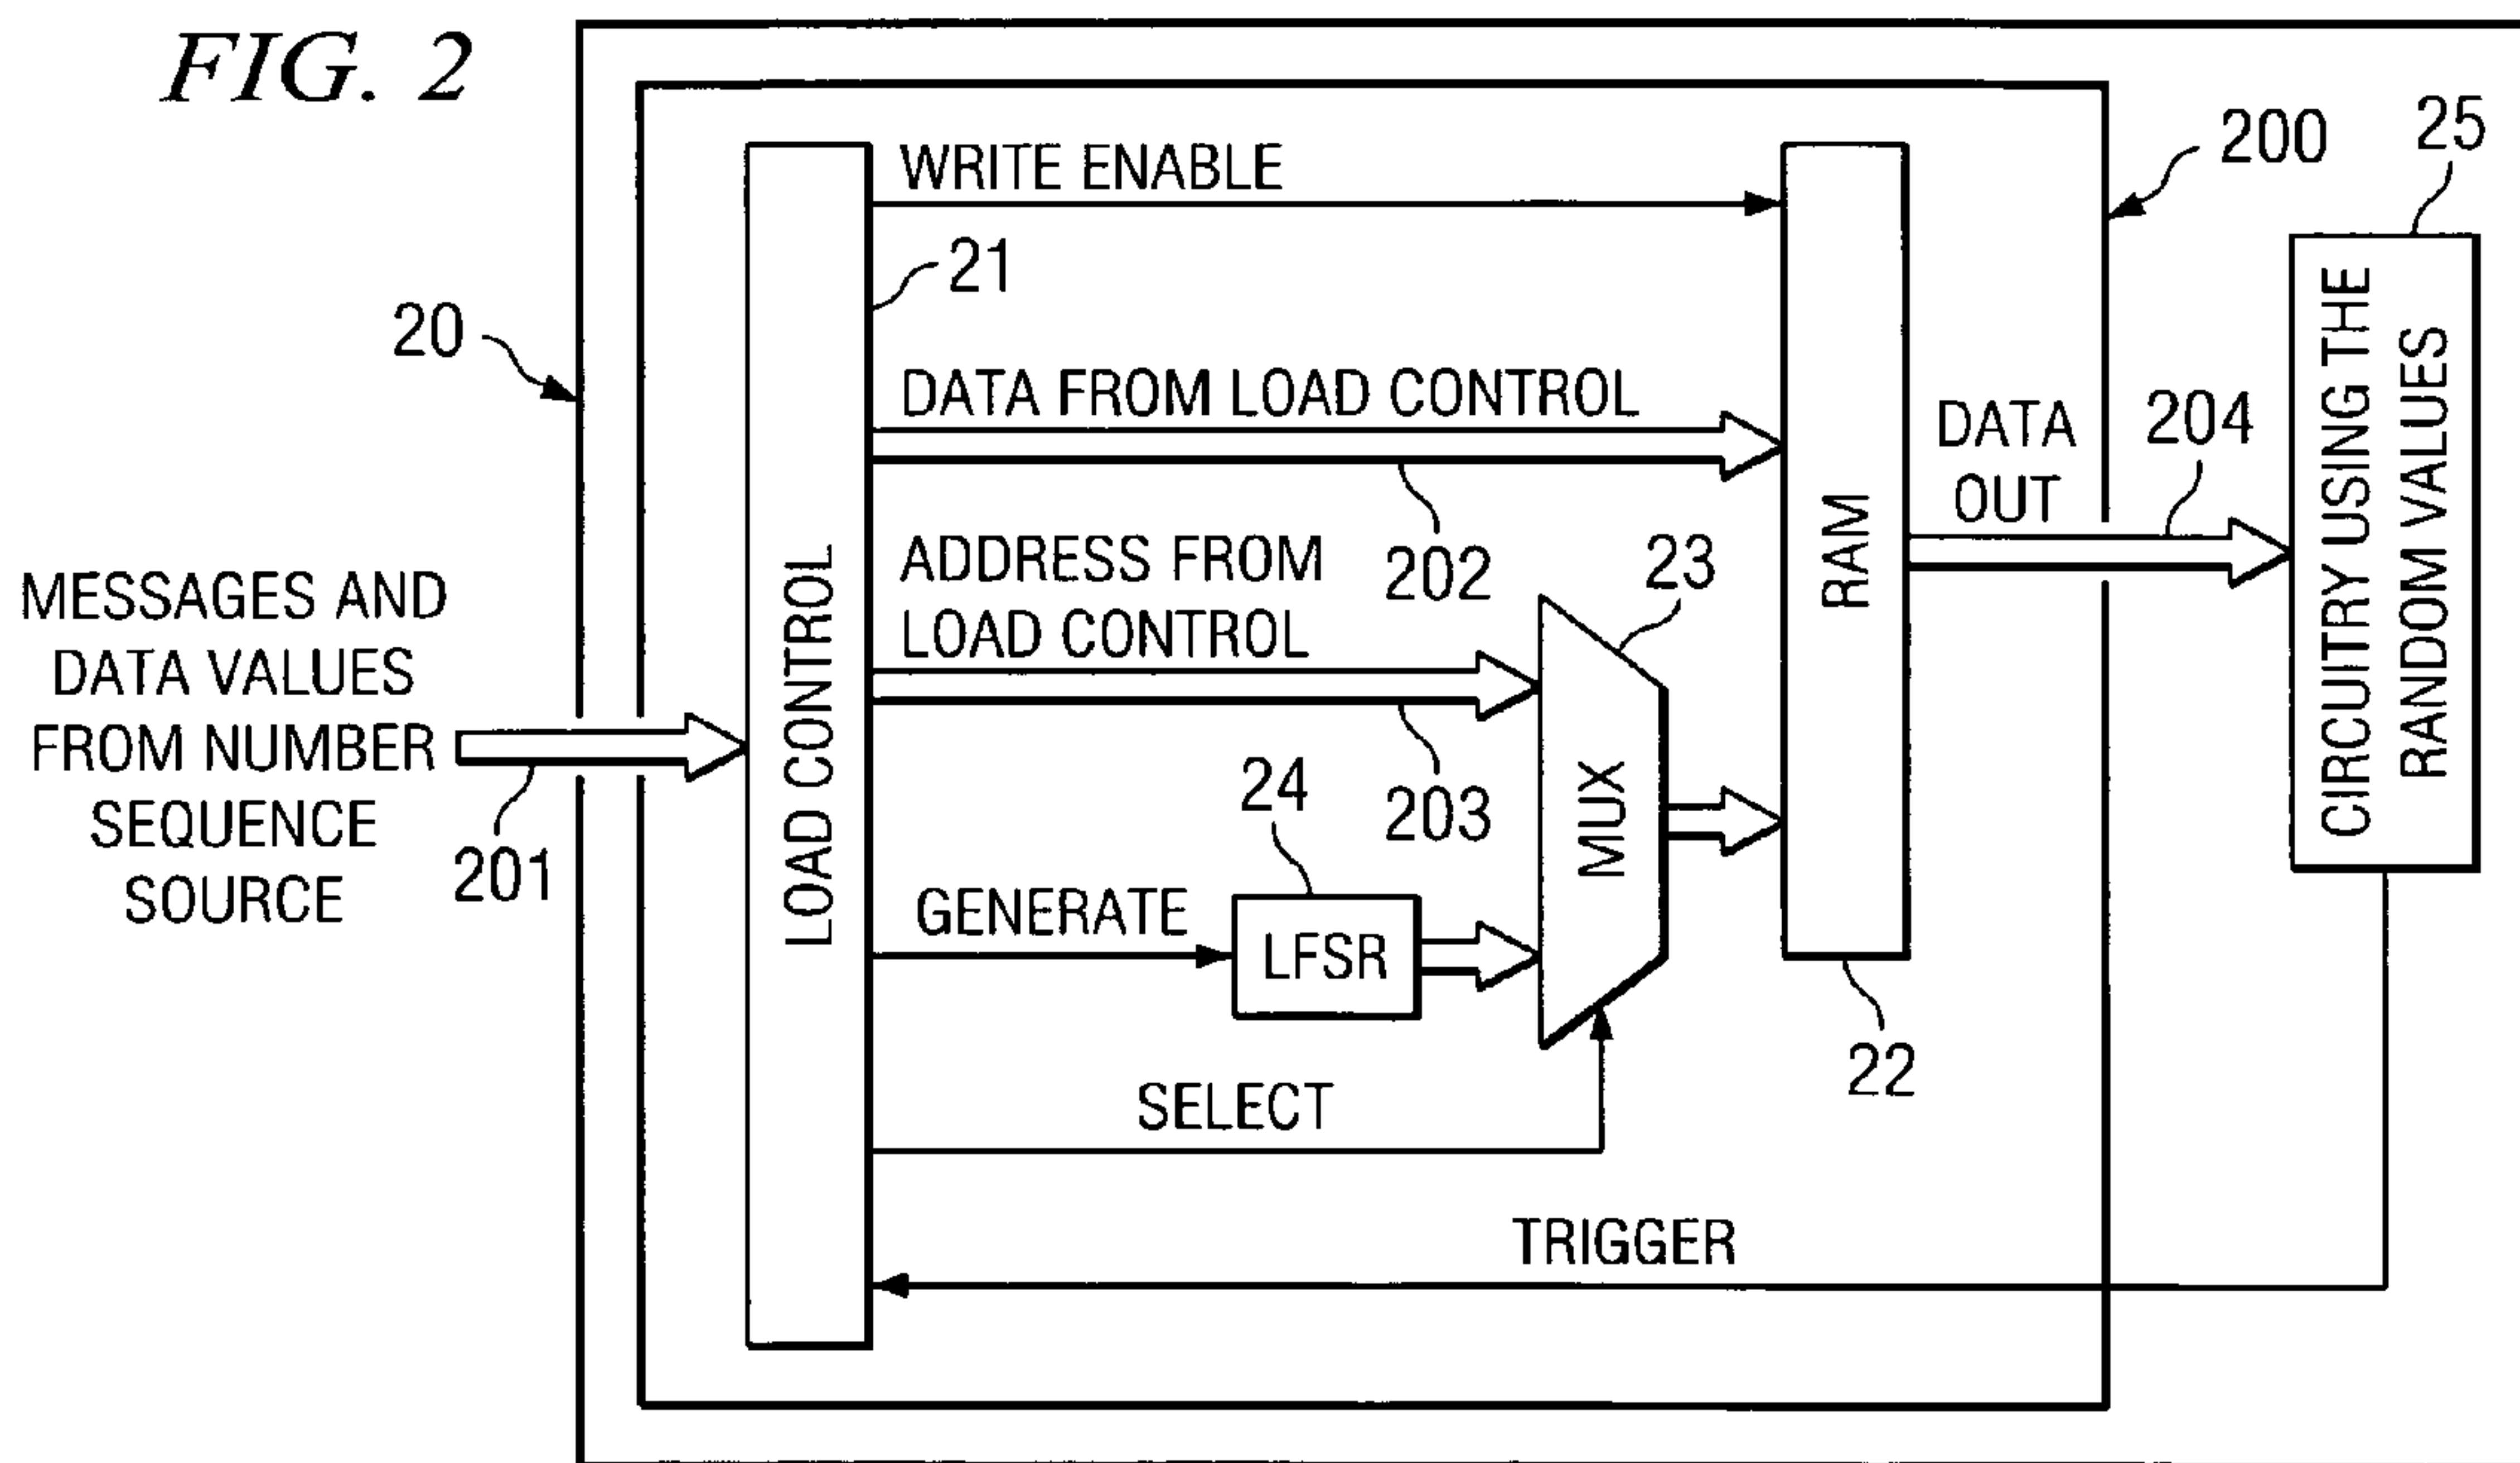 FIG. 2
20
200
25
WRITE ENABLE
21
DATA FROM LOAD CONTROL
202
ADDRESS FROM
LOAD CONTROL
203
23
MESSAGES AND
DATA VALUES
FROM NUMBER
SEQUENCE
SOURCE
201
LOAD CONTROL
GENERATE
24
LFSR
MUX
SELECT
TRIGGER
RAM
22
DATA
OUT
204
CIRCUITRY USING THE
RANDOM VALUES